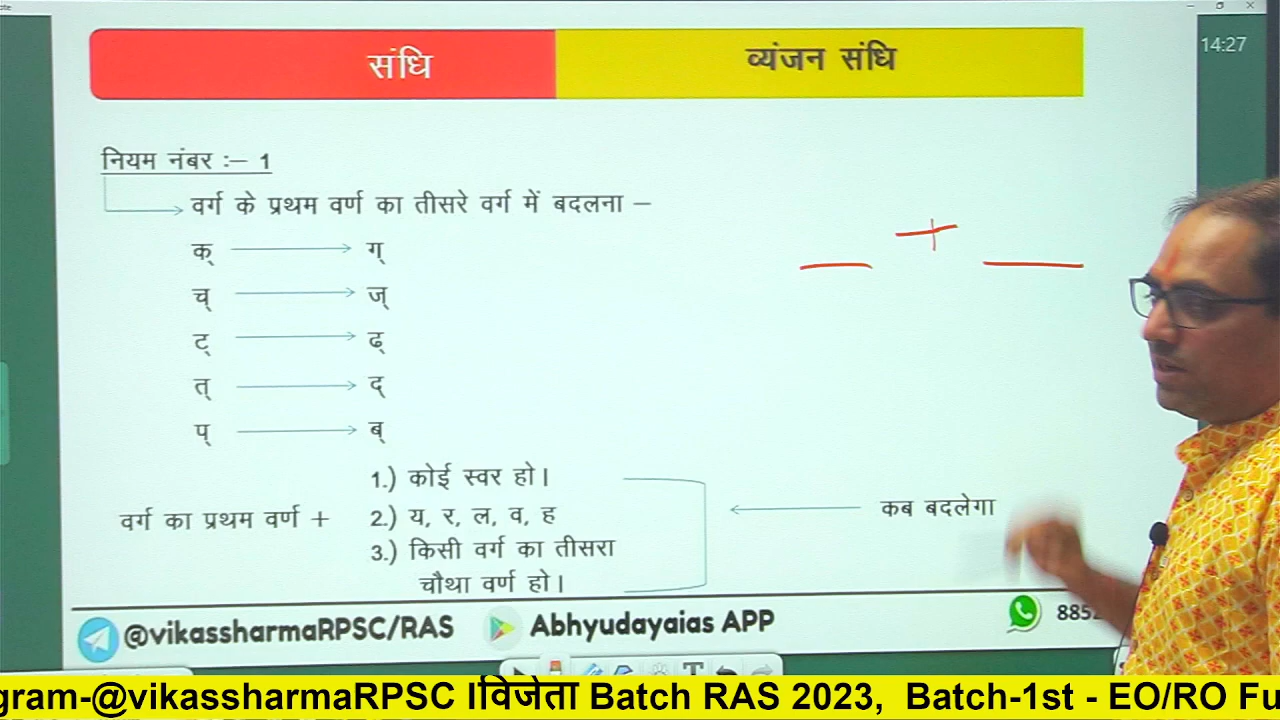 संधि
व्यंजन संधि
14:27
नियम नंबर :– 1
वर्ग के प्रथम वर्ण का तीसरे वर्ग में बदलना –
क् ग्
च् ज्
ट् ढ्
त् द्
प् ब्
वर्ग का प्रथम वर्ण +
1.) कोई स्वर हो।
2.) य, र, ल, व, ह
3.) किसी वर्ग का तीसरा
चौथा वर्ण हो।
कब बदलेगा
@vikassharmaRPSC/RAS
Abhyudayaias APP
8852
gram-@vikassharmaRPSC ।विजेता Batch RAS 2023, Batch-1st - EO/RO Fu